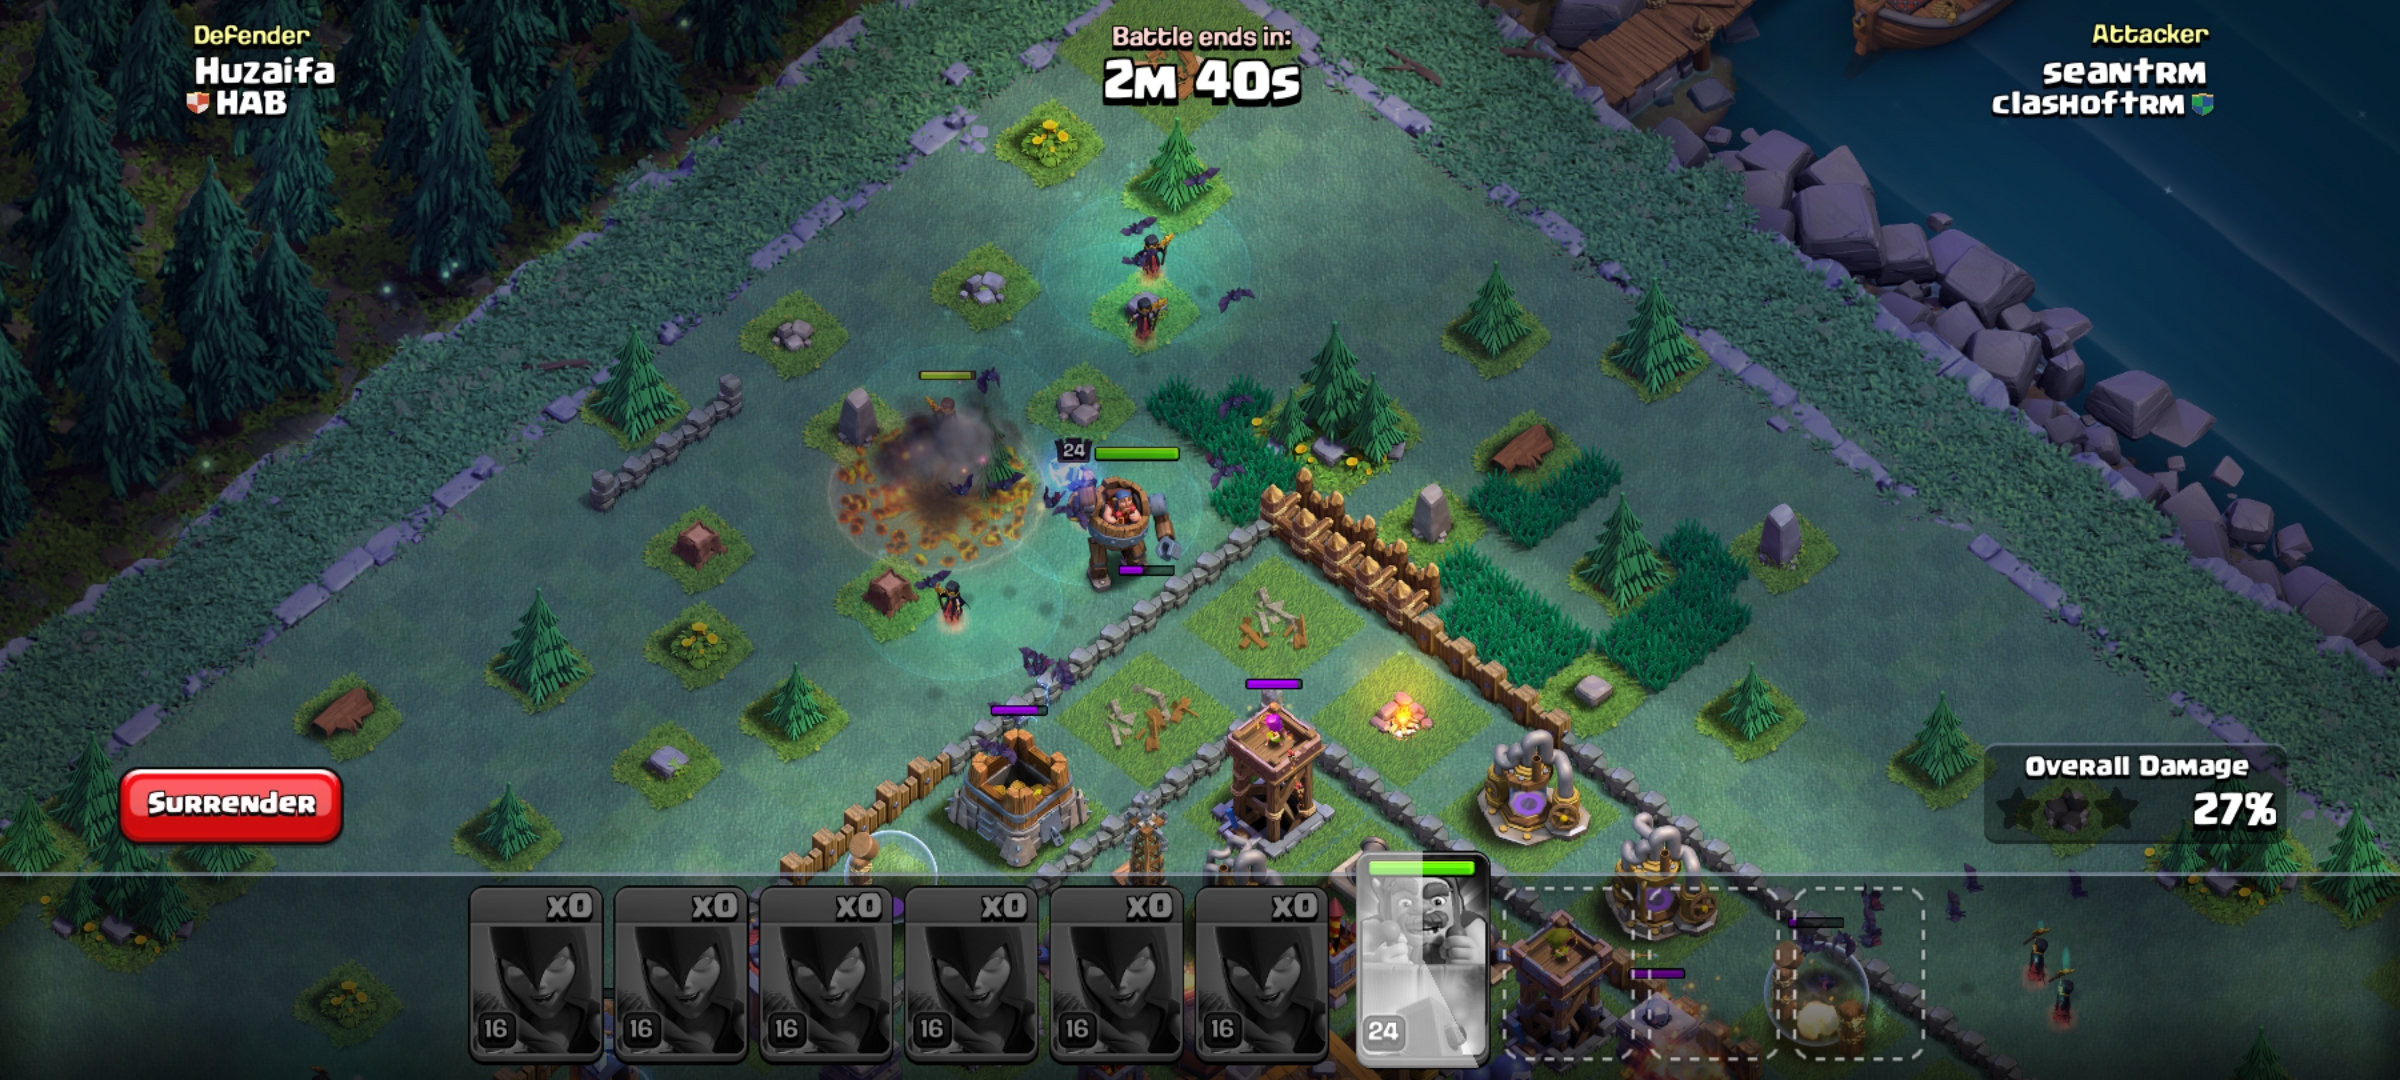 Defender
Huzaifa
HAB
Battle ends in:
2M 40s
Attacker
seantRM
clashoftRM
24
Surrender
Overall Damage
27%
x0
x0
x0
x0
x0
x0
16
16
16
16
16
16
24